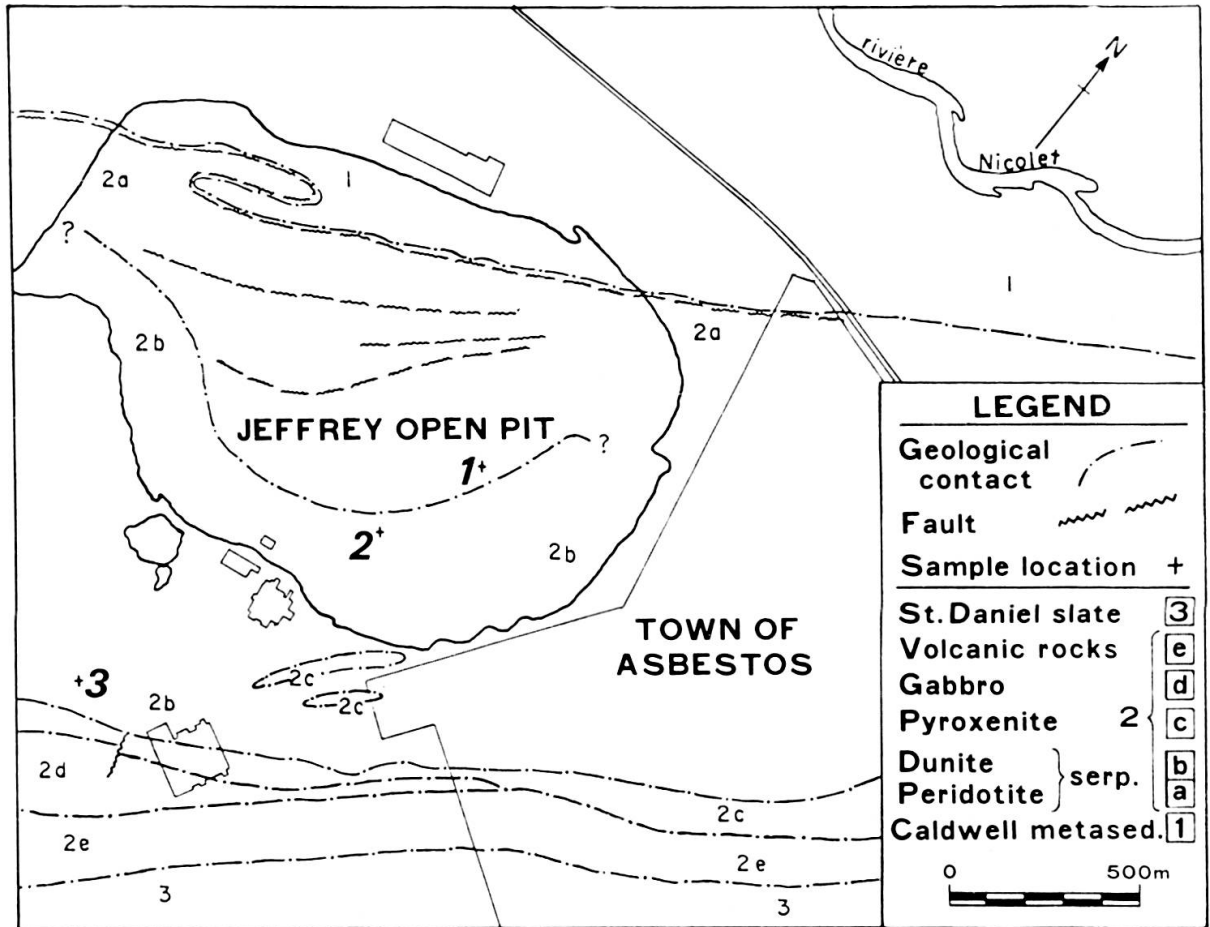 rivière
Nicolet
N
2a
1
?
2b
1
2a
JEFFREY OPEN PIT
1+
?
2+
2b
TOWN OF
ASBESTOS
+3
2b
2c
2c
2d
2c
2e
2e
3
3
LEGEND
Geological
contact
Fault
Sample location +
St. Daniel slate 3
Volcanic rocks e
Gabbro d
Pyroxenite 2 { c
Dunite b
Peridotite } serp. a
Caldwell metased. 1
0 500m